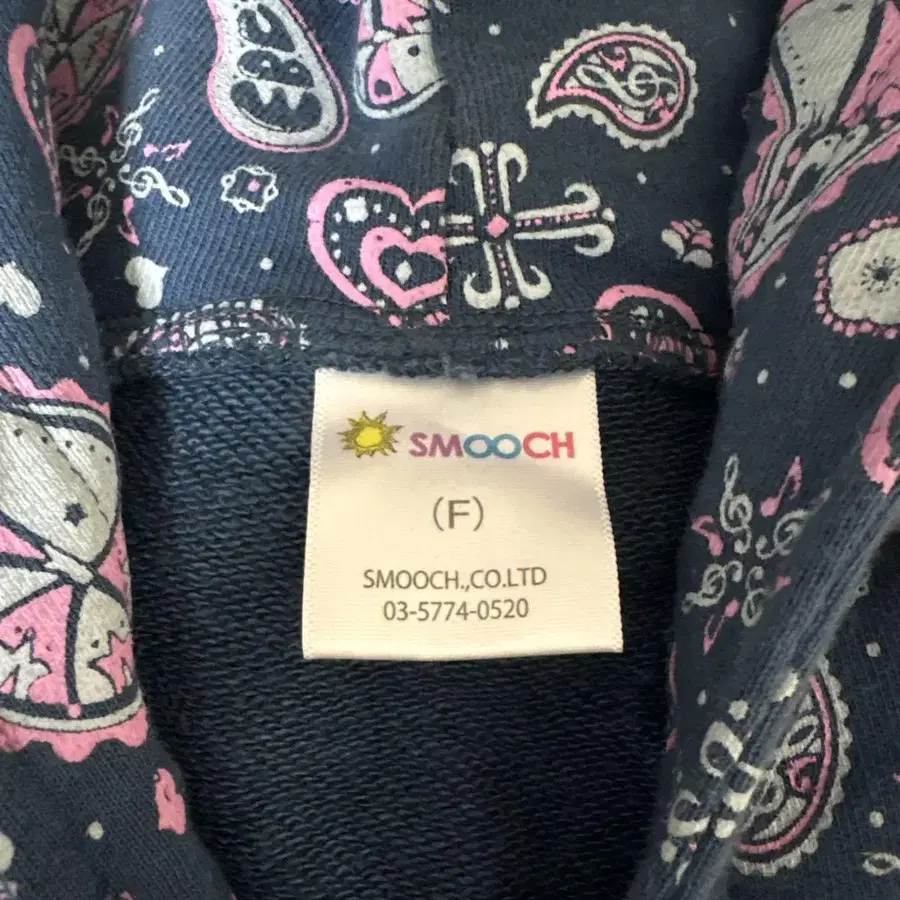 SMOOCH
(F)
SMOOCH.,CO.LTD
03-5774-0520